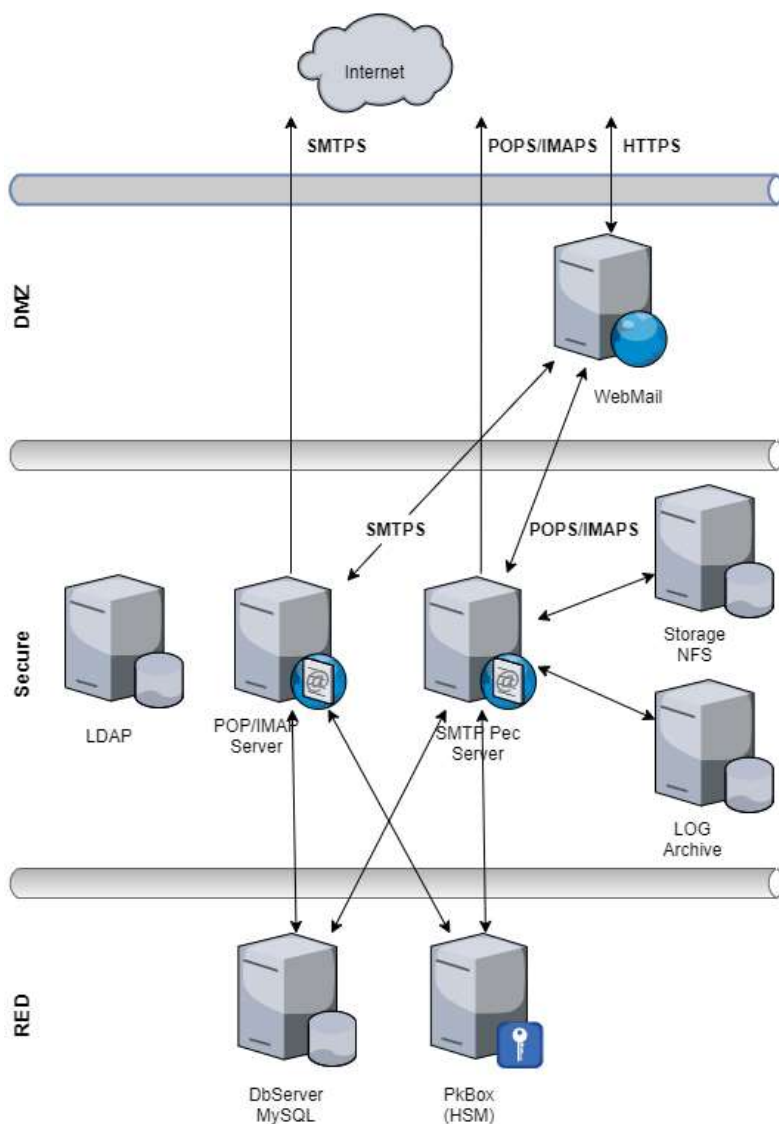 Internet
SMTPS
POPS/IMAPS
HTTPS
DMZ
WebMail
SMTPS
POPS/IMAPS
Storage
NFS
Secure
LDAP
POP/IMAP
Server
SMTP Pec
Server
LOG
Archive
RED
DbServer
MySQL
PkBox
(HSM)